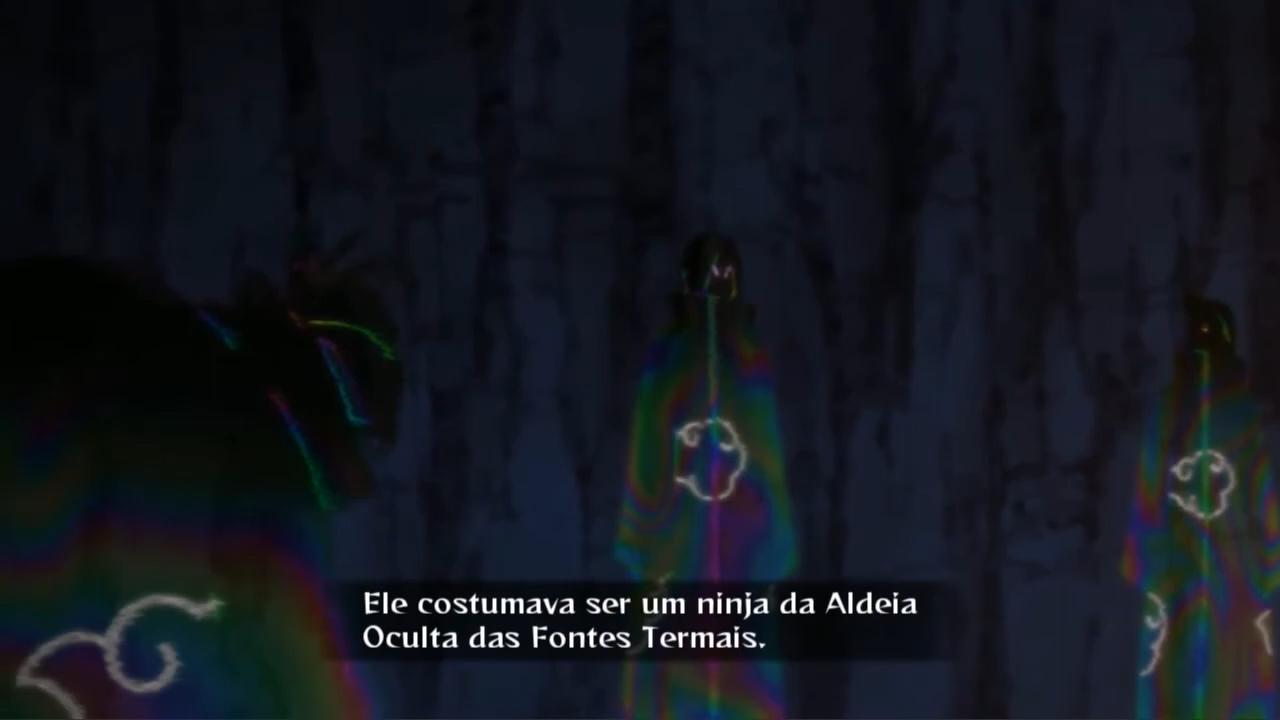 Ele costumava ser um ninja da Aldeia
Oculta das Fontes Termais.